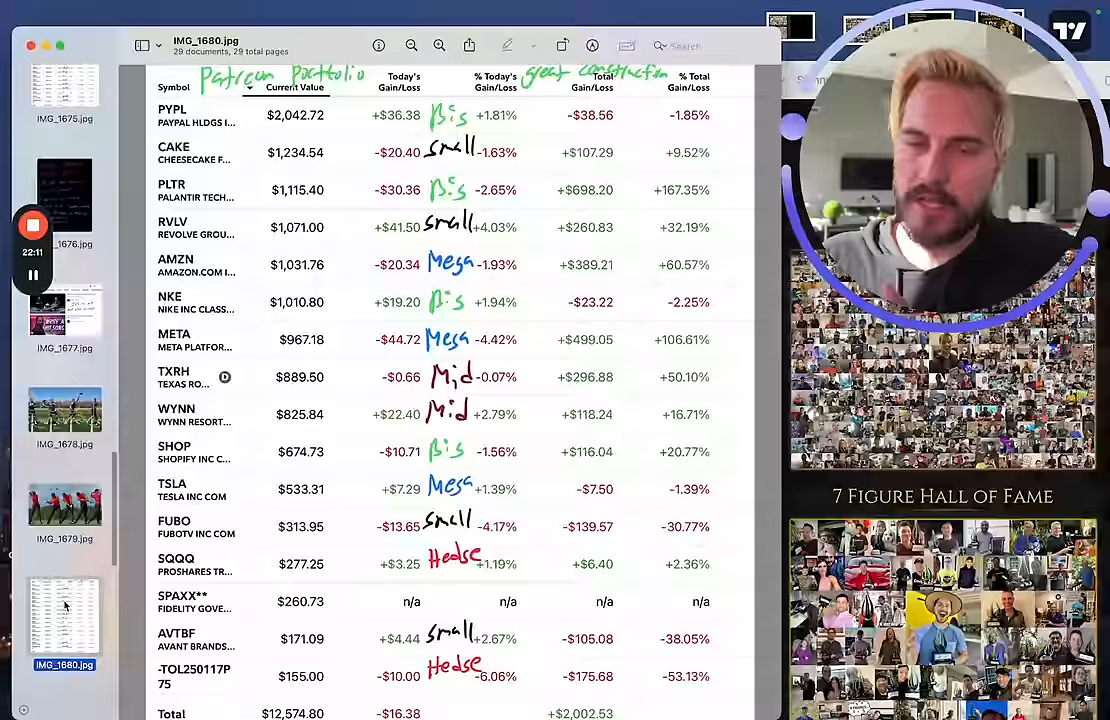 IMG_1680.jpg
29 documents, 29 total pages
Search
IMG_1675.jpg
_1676.jpg
IMG_1677.jpg
IMG_1678.jpg
IMG_1679.jpg
IMG_1680.jpg
22:11
Patreon Portfolio
great construction
Symbol Current Value Today's Gain/Loss % Today's Gain/Loss Total Gain/Loss % Total Gain/Loss
PYPL $2,042.72 +$36.38 Big +1.81% -$38.56 -1.85%
PAYPAL HLDGS I...
CAKE $1,234.54 -$20.40 small -1.63% +$107.29 +9.52%
CHEESECAKE F...
PLTR $1,115.40 -$30.36 Big -2.65% +$698.20 +167.35%
PALANTIR TECH...
RVLV $1,071.00 +$41.50 small +4.03% +$260.83 +32.19%
REVOLVE GROU...
AMZN $1,031.76 -$20.34 Mega -1.93% +$389.21 +60.57%
AMAZON.COM I...
NKE $1,010.80 +$19.20 Big +1.94% -$23.22 -2.25%
NIKE INC CLASS...
META $967.18 -$44.72 Mega -4.42% +$499.05 +106.61%
META PLATFOR...
TXRH D $889.50 -$0.66 Mid -0.07% +$296.88 +50.10%
TEXAS RO...
WYNN $825.84 +$22.40 Mid +2.79% +$118.24 +16.71%
WYNN RESORT...
SHOP $674.73 -$10.71 Big -1.56% +$116.04 +20.77%
SHOPIFY INC C...
TSLA $533.31 +$7.29 Mega +1.39% -$7.50 -1.39%
TESLA INC COM
FUBO $313.95 -$13.65 small -4.17% -$139.57 -30.77%
FUBOTV INC COM
SQQQ $277.25 +$3.25 Hedge +1.19% +$6.40 +2.36%
PROSHARES TR...
SPAXX** $260.73 n/a n/a n/a n/a
FIDELITY GOVE...
AVTBF $171.09 +$4.44 small +2.67% -$105.08 -38.05%
AVANT BRANDS...
-TOL250117P75 $155.00 -$10.00 Hedge -6.06% -$175.68 -53.13%
Total $12,574.80 -$16.38 +$2,002.53
7 FIGURE HALL OF FAME